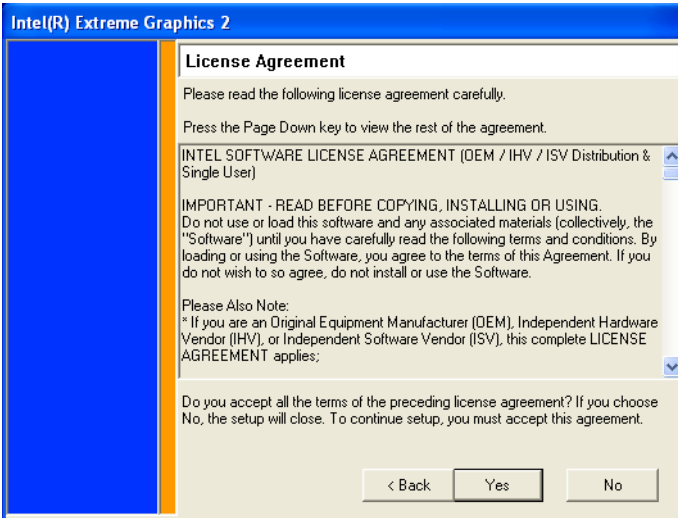 Intel(R) Extreme Graphics 2
License Agreement
Please read the following license agreement carefully.
Press the Page Down key to view the rest of the agreement.
INTEL SOFTWARE LICENSE AGREEMENT (OEM / IHV / ISV Distribution &
Single User)
IMPORTANT - READ BEFORE COPYING, INSTALLING OR USING.
Do not use or load this software and any associated materials (collectively, the
"Software") until you have carefully read the following terms and conditions. By
loading or using the Software, you agree to the terms of this Agreement. If you
do not wish to so agree, do not install or use the Software.
Please Also Note:
* If you are an Original Equipment Manufacturer (OEM), Independent Hardware
Vendor (IHV), or Independent Software Vendor (ISV), this complete LICENSE
AGREEMENT applies;
Do you accept all the terms of the preceding license agreement? If you choose
No, the setup will close. To continue setup, you must accept this agreement.
< Back Yes No